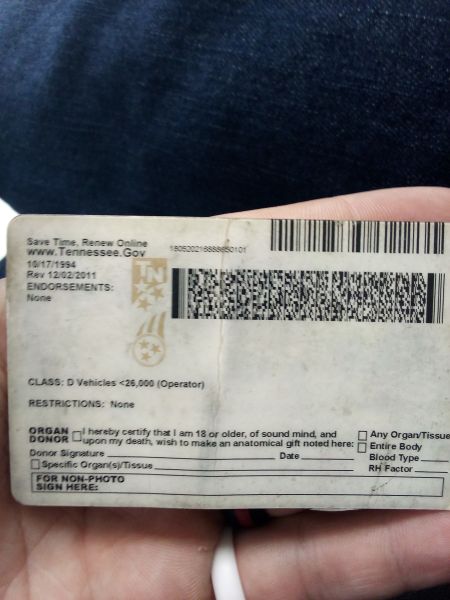 Save Time, Renew Online
www.Tennessee.Gov
10/17/1994
Rev 12/02/2011
ENDORSEMENTS:
None
TN
CLASS: D Vehicles <26,000 (Operator)
RESTRICTIONS: None
ORGAN DONOR
I hereby certify that I am 18 or older, of sound mind, and
upon my death, wish to make an anatomical gift noted here:
Any Organ/Tissue
Entire Body
Donor Signature
Date
Blood Type
Specific Organ(s)/Tissue
RH Factor
FOR NON-PHOTO
SIGN HERE: